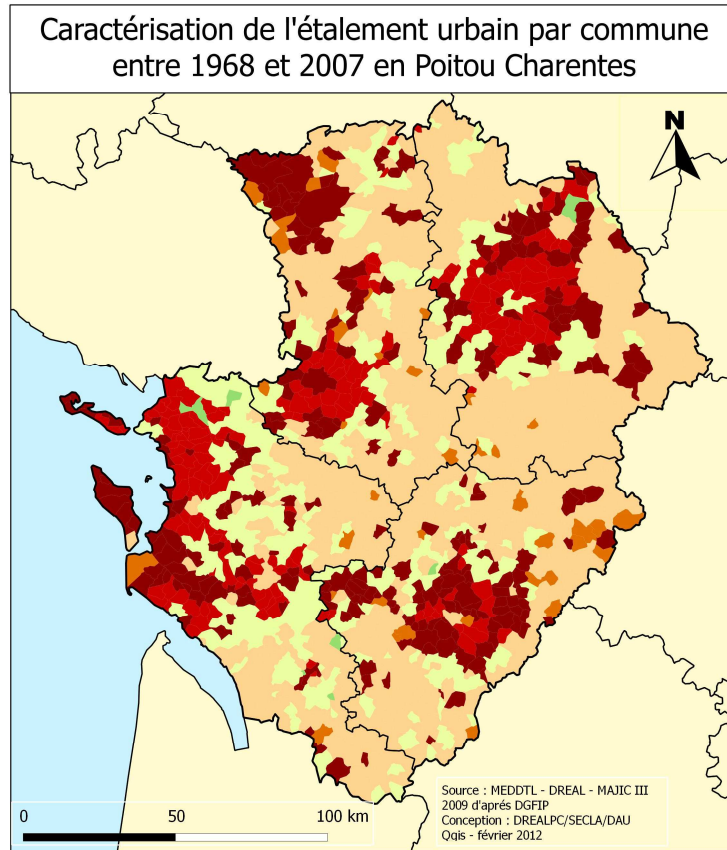 Caractérisation de l'étalement urbain par commune
entre 1968 et 2007 en Poitou Charentes
N
Source : MEDDTL - DREAL - MAJIC III
2009 d'aprés DGFIP
Conception : DREALPC/SECLA/DAU
Qgis - février 2012
0 50 100 km